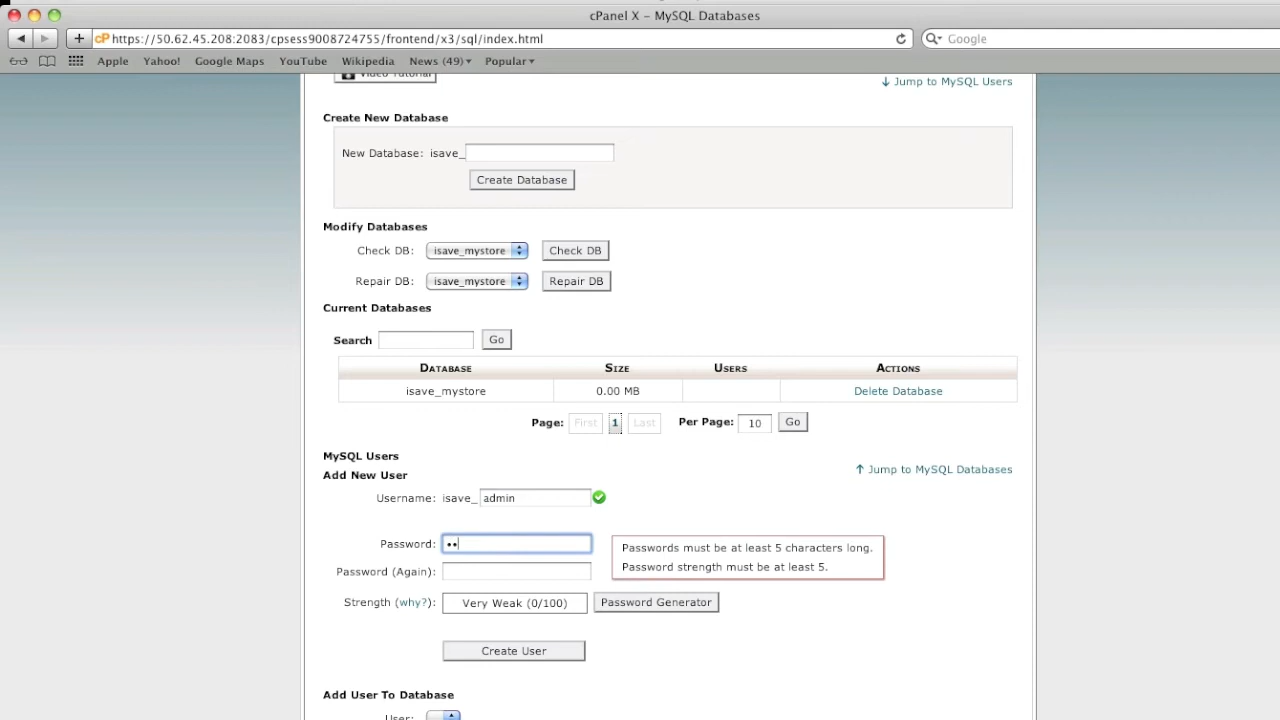 cPanel X – MySQL Databases
cP https://50.62.45.208:2083/cpsess9008724755/frontend/x3/sql/index.html Google
Apple Yahoo! Google Maps YouTube Wikipedia News (49) Popular
Video Tutorial
Jump to MySQL Users
Create New Database
New Database: isave_
Create Database
Modify Databases
Check DB: isave_mystore Check DB
Repair DB: isave_mystore Repair DB
Current Databases
Search Go
Database Size Users Actions
isave_mystore 0.00 MB Delete Database
Page: First 1 Last Per Page: 10 Go
MySQL Users
Add New User
Jump to MySQL Databases
Username: isave_ admin
Password: ••
Passwords must be at least 5 characters long.
Password strength must be at least 5.
Password (Again):
Strength (why?): Very Weak (0/100) Password Generator
Create User
Add User To Database
User: